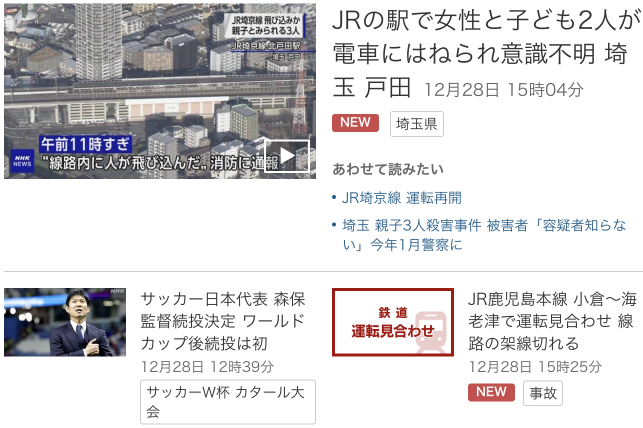 JR埼京線 飛び込みか
親子とみられる3人
JR埼京線 北戸田駅
埼玉 戸田
午前11時すぎ
NHK
NEWS
“線路内に人が飛び込んだ„消防に通報
JRの駅で女性と子ども2人が
電車にはねられ意識不明 埼
玉 戸田 12月28日 15時04分
NEW 埼玉県
あわせて読みたい
• JR埼京線 運転再開
• 埼玉 親子3人殺害事件 被害者「容疑者知らな
い」今年1月警察に
NHK
サッカー日本代表 森保
監督続投決定 ワールド
カップ後続投は初
12月28日 12時39分
サッカーW杯 カタール大
会
鉄道
運転見合わせ
JR鹿児島本線 小倉~海
老津で運転見合わせ 線
路の架線切れる
12月28日 15時25分
NEW 事故